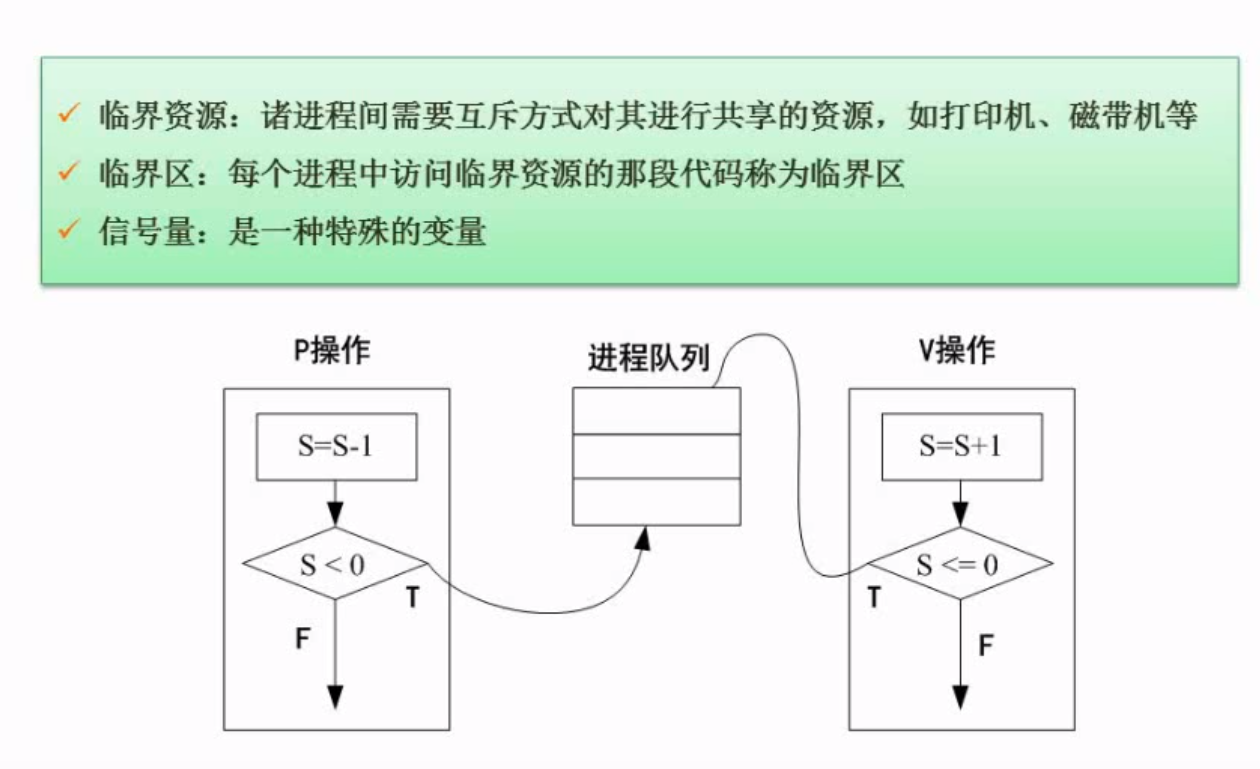 临界资源：诸进程间需要互斥方式对其进行共享的资源，如打印机、磁带机等
临界区：每个进程中访问临界资源的那段代码称为临界区
信号量：是一种特殊的变量
P操作
进程队列
V操作
S=S-1
S=S+1
S < 0
S <= 0
T
T
F
F